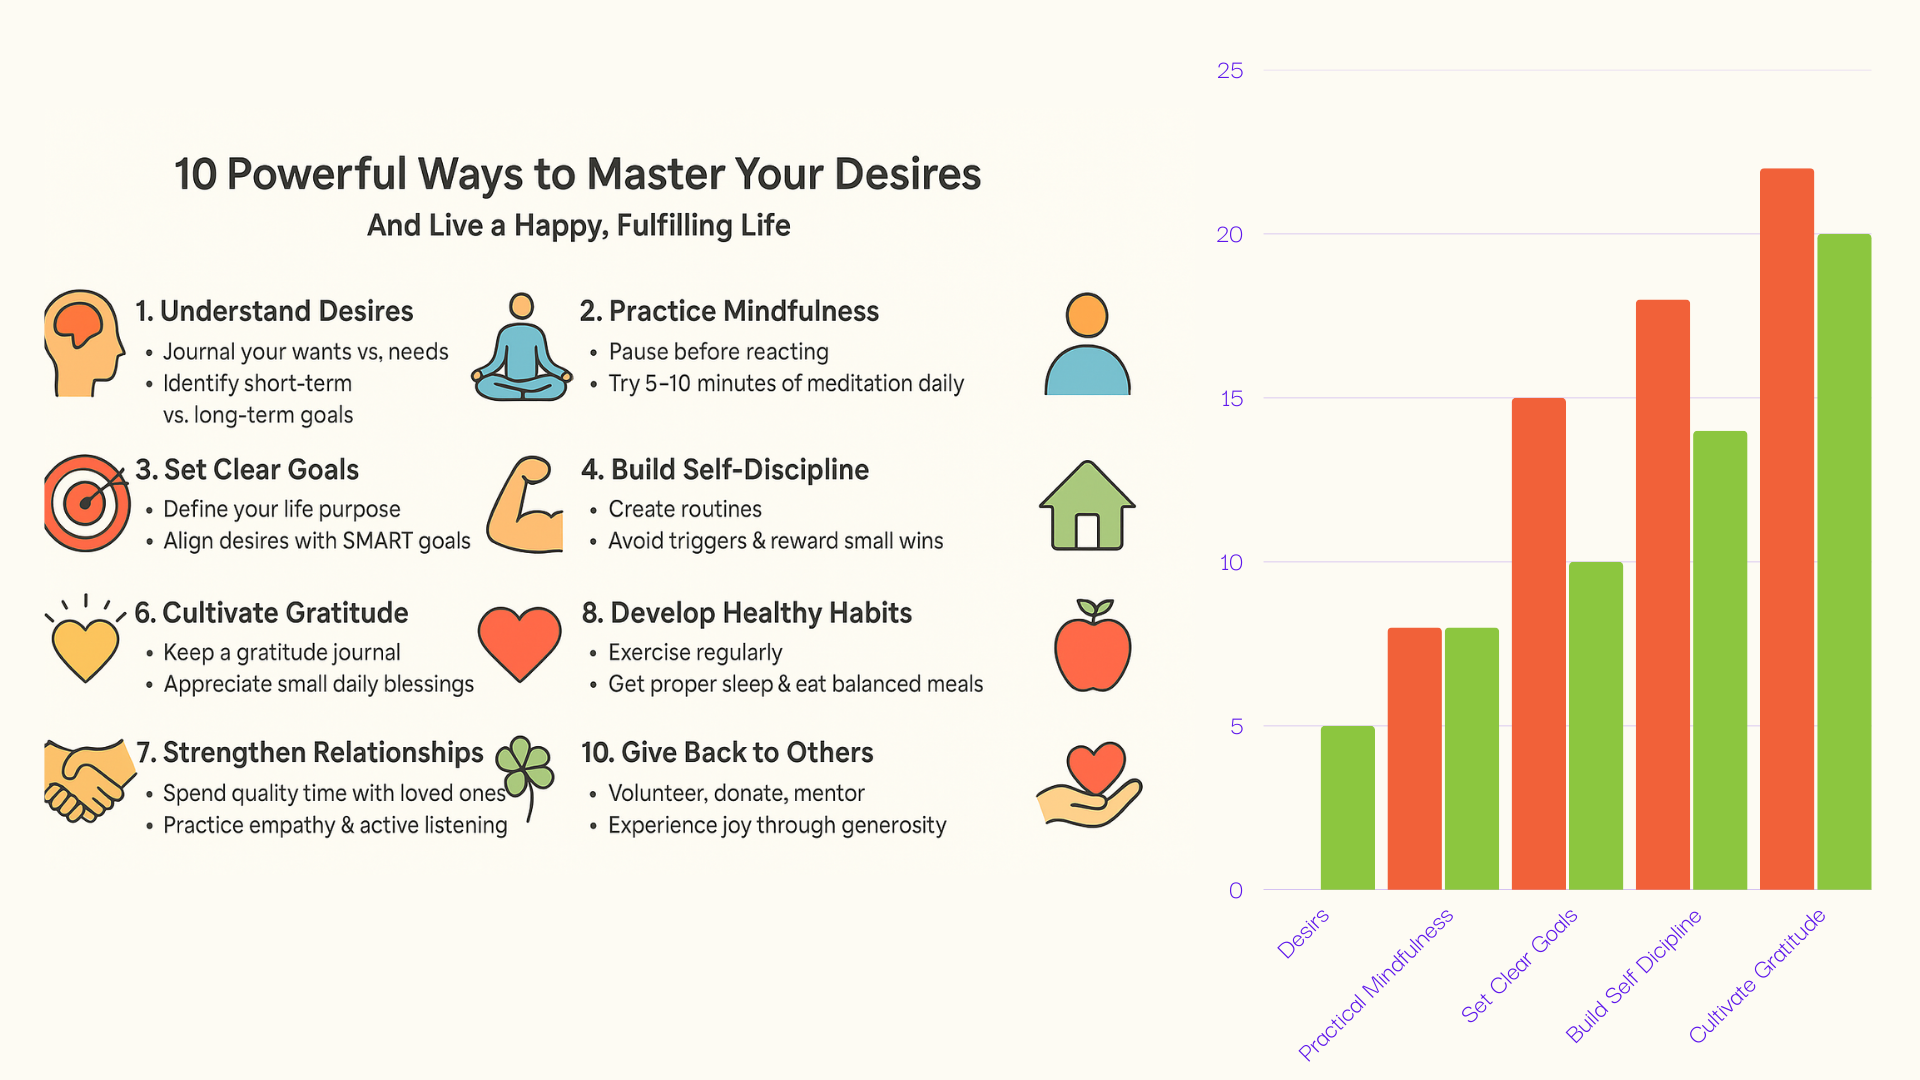 10 Powerful Ways to Master Your Desires
And Live a Happy, Fulfilling Life
1. Understand Desires
• Journal your wants vs, needs
• Identify short-term
vs. long-term goals
2. Practice Mindfulness
• Pause before reacting
• Try 5-10 minutes of meditation daily
3. Set Clear Goals
• Define your life purpose
• Align desires with SMART goals
4. Build Self-Discipline
• Create routines
• Avoid triggers & reward small wins
6. Cultivate Gratitude
• Keep a gratitude journal
• Appreciate small daily blessings
8. Develop Healthy Habits
• Exercise regularly
• Get proper sleep & eat balanced meals
7. Strengthen Relationships
• Spend quality time with loved ones
• Practice empathy & active listening
10. Give Back to Others
• Volunteer, donate, mentor
• Experience joy through generosity
25
20
15
10
5
0
Desirs
Practical Mindfulness
Set Clear Goals
Build Self Dicipline
Cultivate Gratitude